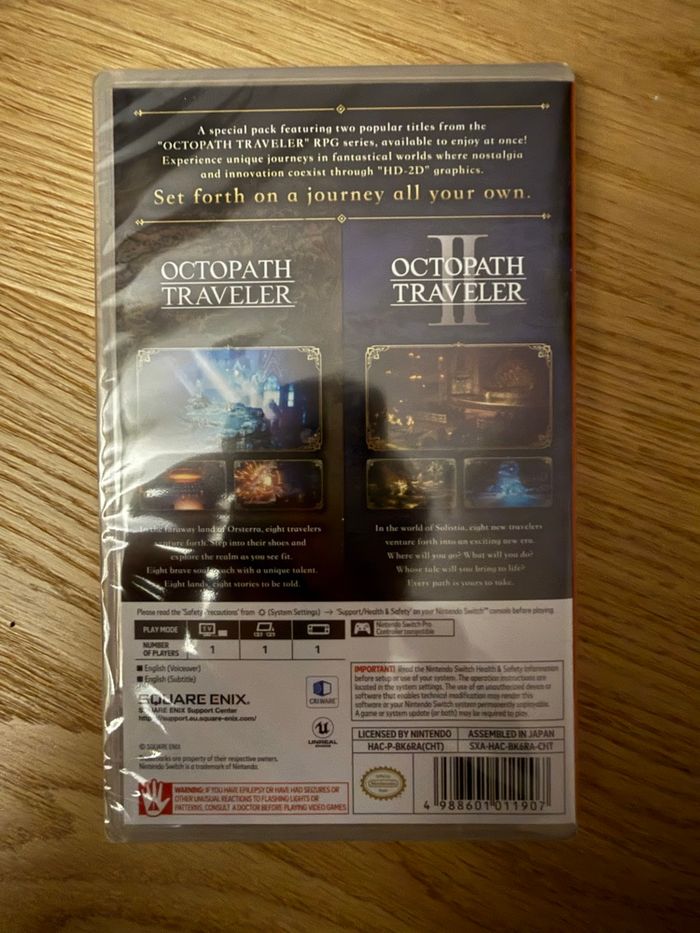 A special pack featuring two popular titles from the
"OCTOPATH TRAVELER" RPG series, available to enjoy at once!
Experience unique journeys in fantastical worlds where nostalgia
and innovation coexist through "HD-2D" graphics.
Set forth on a journey all your own.
OCTOPATH
TRAVELER
II
OCTOPATH
TRAVELER
In the faraway land of Orsterra, eight travelers
venture forth. Step into their shoes and
explore the realm as you see fit.
Eight brave souls, each with a unique talent.
Eight lands, eight stories to be told.
In the world of Solistia, eight new travelers
venture forth into an exciting new era.
Where will you go? What will you do?
Whose tale will you bring to life?
Every path is yours to take.
Please read the 'Safety Precautions' from (System Settings) → 'Support/Health & Safety' on your Nintendo Switch™ console before playing.
PLAY MODE
TV
Nintendo Switch Pro
Controller compatible
NUMBER
OF PLAYERS
1
1
1
English (Voiceover)
English (Subtitle)
SQUARE ENIX.
SQUARE ENIX Support Center
http://support.eu.square-enix.com/
CRIWARE
UNREAL
ENGINE
© SQUARE ENIX
Trademarks are property of their respective owners.
Nintendo Switch is a trademark of Nintendo.
WARNING: IF YOU HAVE EPILEPSY OR HAVE HAD SEIZURES OR
OTHER UNUSUAL REACTIONS TO FLASHING LIGHTS OR
PATTERNS, CONSULT A DOCTOR BEFORE PLAYING VIDEO GAMES
IMPORTANT! Read the Nintendo Switch Health & Safety Information
before setup or use of your system. The operation instructions are
located in the system settings. The use of an unauthorized device or
software that enables technical modification may render this
software or your Nintendo Switch system permanently unplayable.
A game or system update (or both) may be required to play.
LICENSED BY NINTENDO
ASSEMBLED IN JAPAN
HAC-P-BK6RA(CHT)
SXA-HAC-BK6RA-CHT
Nintendo
4 988601 011907